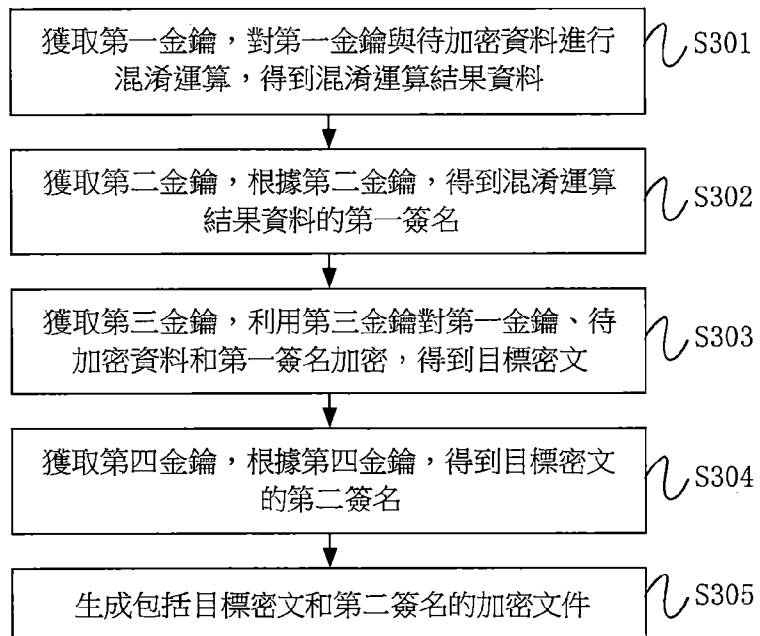 獲取第一金鑰，對第一金鑰與待加密資料進行
混淆運算，得到混淆運算結果資料
S301
獲取第二金鑰，根據第二金鑰，得到混淆運算
結果資料的第一簽名
S302
獲取第三金鑰，利用第三金鑰對第一金鑰、待
加密資料和第一簽名加密，得到目標密文
S303
獲取第四金鑰，根據第四金鑰，得到目標密文
的第二簽名
S304
生成包括目標密文和第二簽名的加密文件
S305